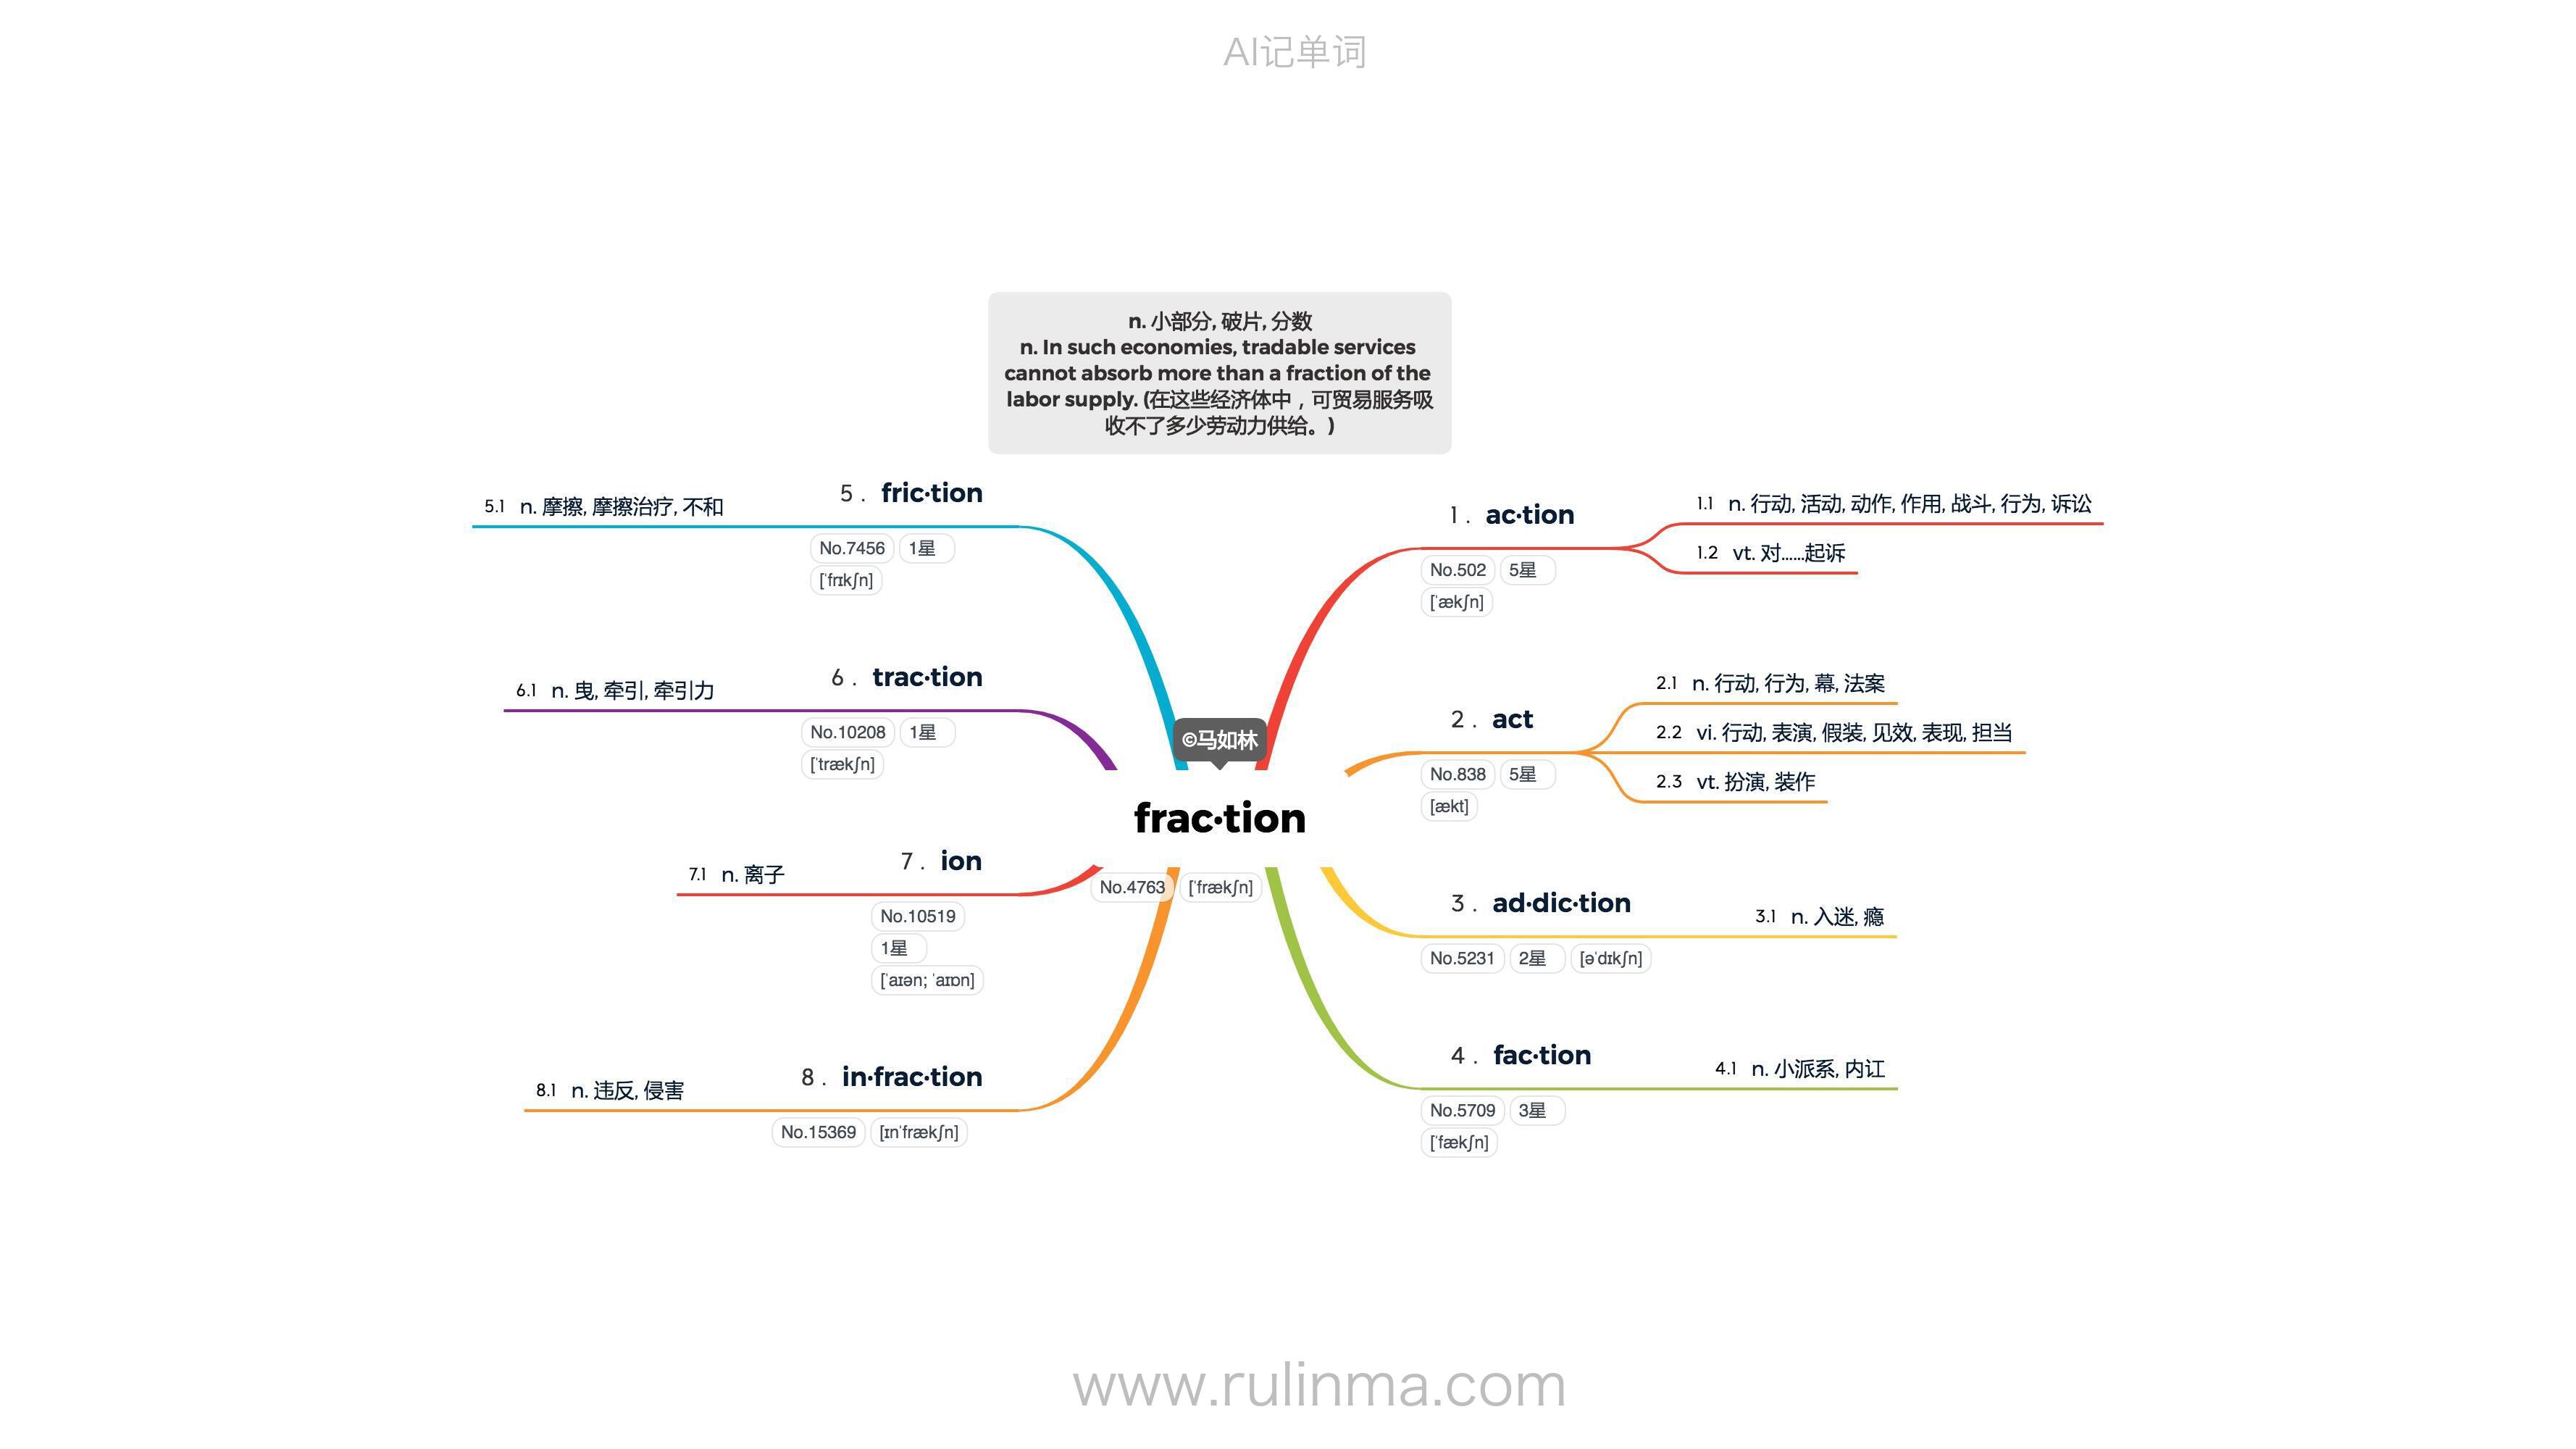 AI记单词
n. 小部分, 破片, 分数
n. In such economies, tradable services
cannot absorb more than a fraction of the
labor supply. (在这些经济体中，可贸易服务吸
收不了多少劳动力供给。)
©马如林
frac·tion
No.4763 [ˈfrækʃn]
1 . ac·tion
No.502 5星
[ˈækʃn]
1.1 n. 行动, 活动, 动作, 作用, 战斗, 行为, 诉讼
1.2 vt. 对……起诉
2 . act
No.838 5星
[ækt]
2.1 n. 行动, 行为, 幕, 法案
2.2 vi. 行动, 表演, 假装, 见效, 表现, 担当
2.3 vt. 扮演, 装作
3 . ad·dic·tion
No.5231 2星 [əˈdɪkʃn]
3.1 n. 入迷, 瘾
4 . fac·tion
No.5709 3星
[ˈfækʃn]
4.1 n. 小派系, 内讧
5 . fric·tion
No.7456 1星
[ˈfrɪkʃn]
5.1 n. 摩擦, 摩擦治疗, 不和
6 . trac·tion
No.10208 1星
[ˈtrækʃn]
6.1 n. 曳, 牵引, 牵引力
7 . ion
No.10519
1星
[ˈaɪən; ˈaɪɒn]
7.1 n. 离子
8 . in·frac·tion
No.15369 [ɪnˈfrækʃn]
8.1 n. 违反, 侵害
www.rulinma.com